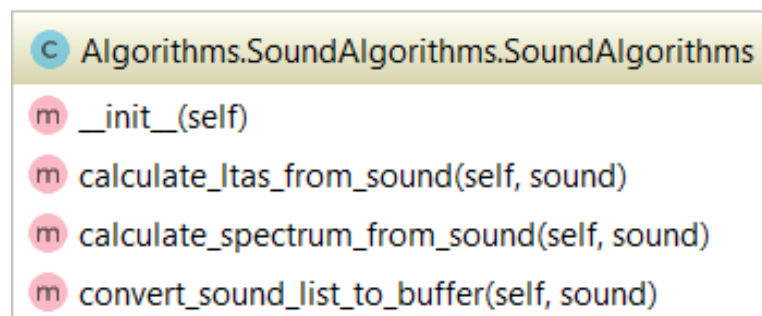 C Algorithms.SoundAlgorithms.SoundAlgorithms
m __init__(self)
m calculate_ltas_from_sound(self, sound)
m calculate_spectrum_from_sound(self, sound)
m convert_sound_list_to_buffer(self, sound)